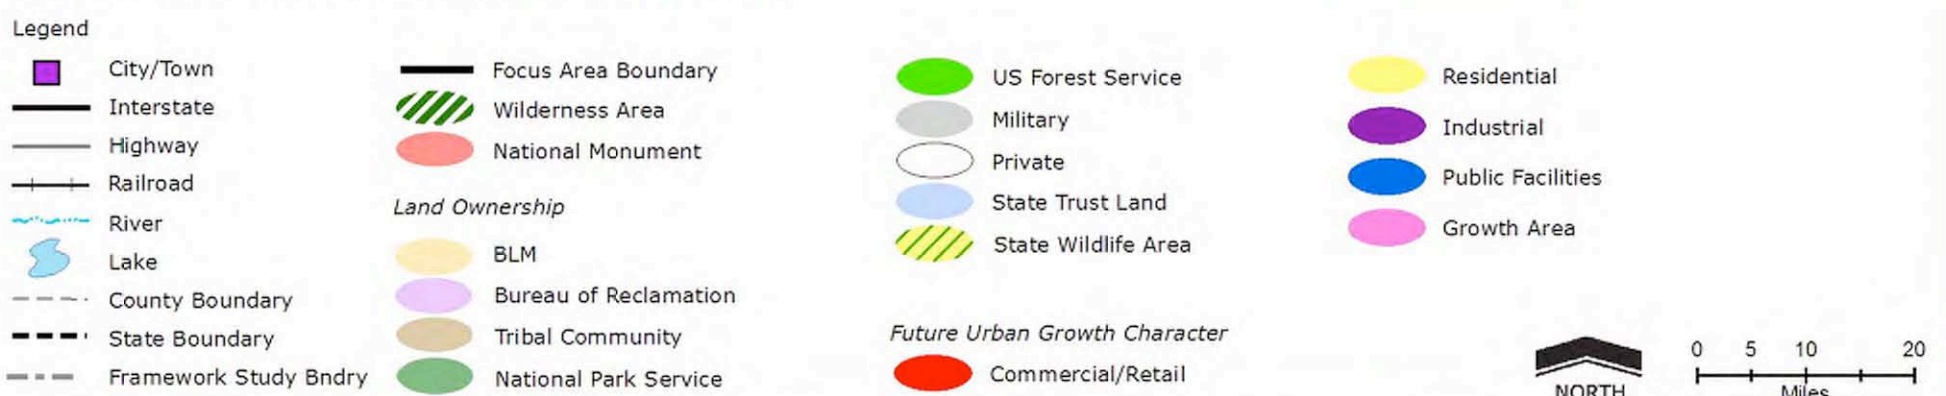 Legend
City/Town
Interstate
Highway
Railroad
River
Lake
County Boundary
State Boundary
Framework Study Bndry
Focus Area Boundary
Wilderness Area
National Monument
Land Ownership
BLM
Bureau of Reclamation
Tribal Community
National Park Service
US Forest Service
Military
Private
State Trust Land
State Wildlife Area
Future Urban Growth Character
Commercial/Retail
Residential
Industrial
Public Facilities
Growth Area
NORTH
0 5 10 20
Miles